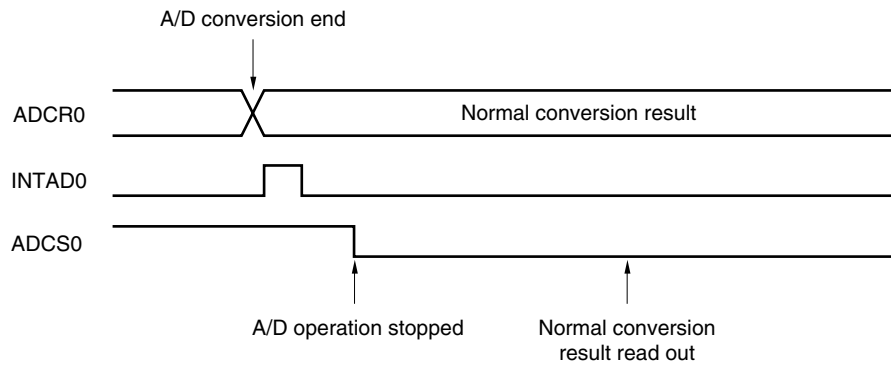 A/D conversion end
ADCR0
Normal conversion result
INTAD0
ADCS0
A/D operation stopped
Normal conversion
result read out